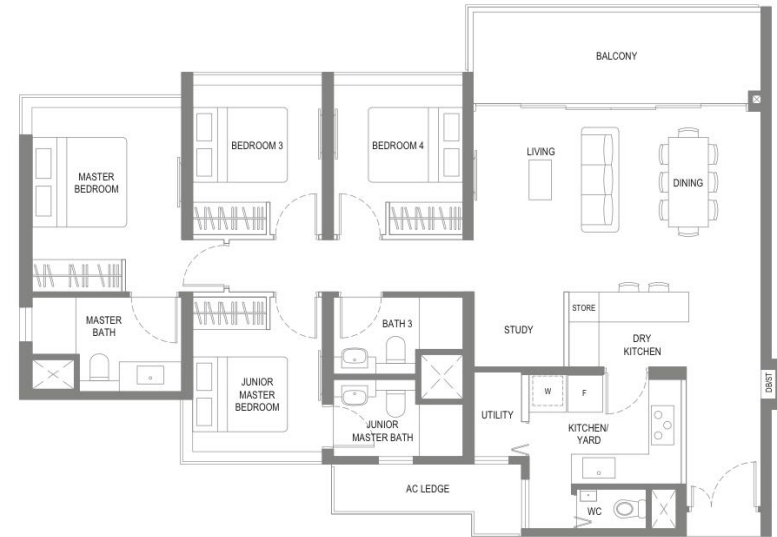 BALCONY
BEDROOM 3
BEDROOM 4
LIVING
MASTER
BEDROOM
DINING
STORE
MASTER
BATH
BATH 3
STUDY
DRY
KITCHEN
JUNIOR
MASTER
BEDROOM
W
F
DB/ST
UTILITY
JUNIOR
MASTER BATH
KITCHEN/
YARD
AC LEDGE
WC